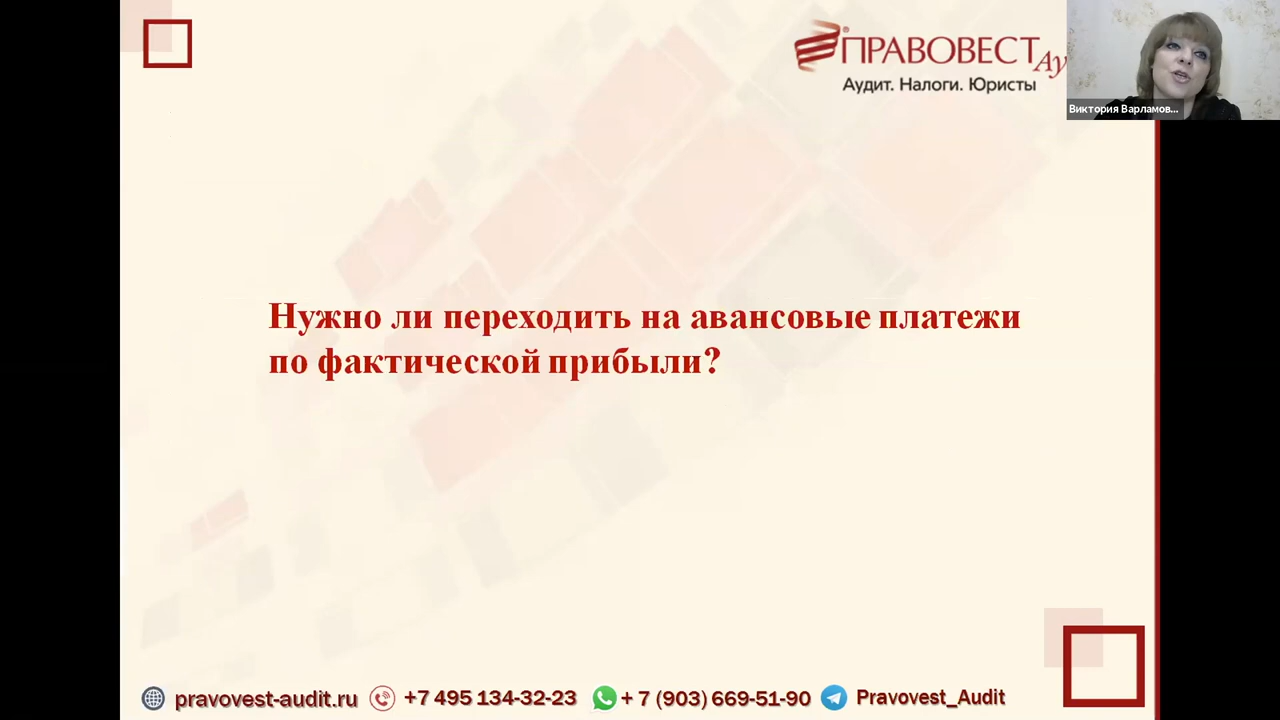 ПРАВОВЕСТ Ау
Аудит. Налоги. Юристы
Виктория Варламов...
Нужно ли переходить на авансовые платежи
по фактической прибыли?
pravovest-audit.ru +7 495 134-32-23 + 7 (903) 669-51-90 Pravovest_Audit